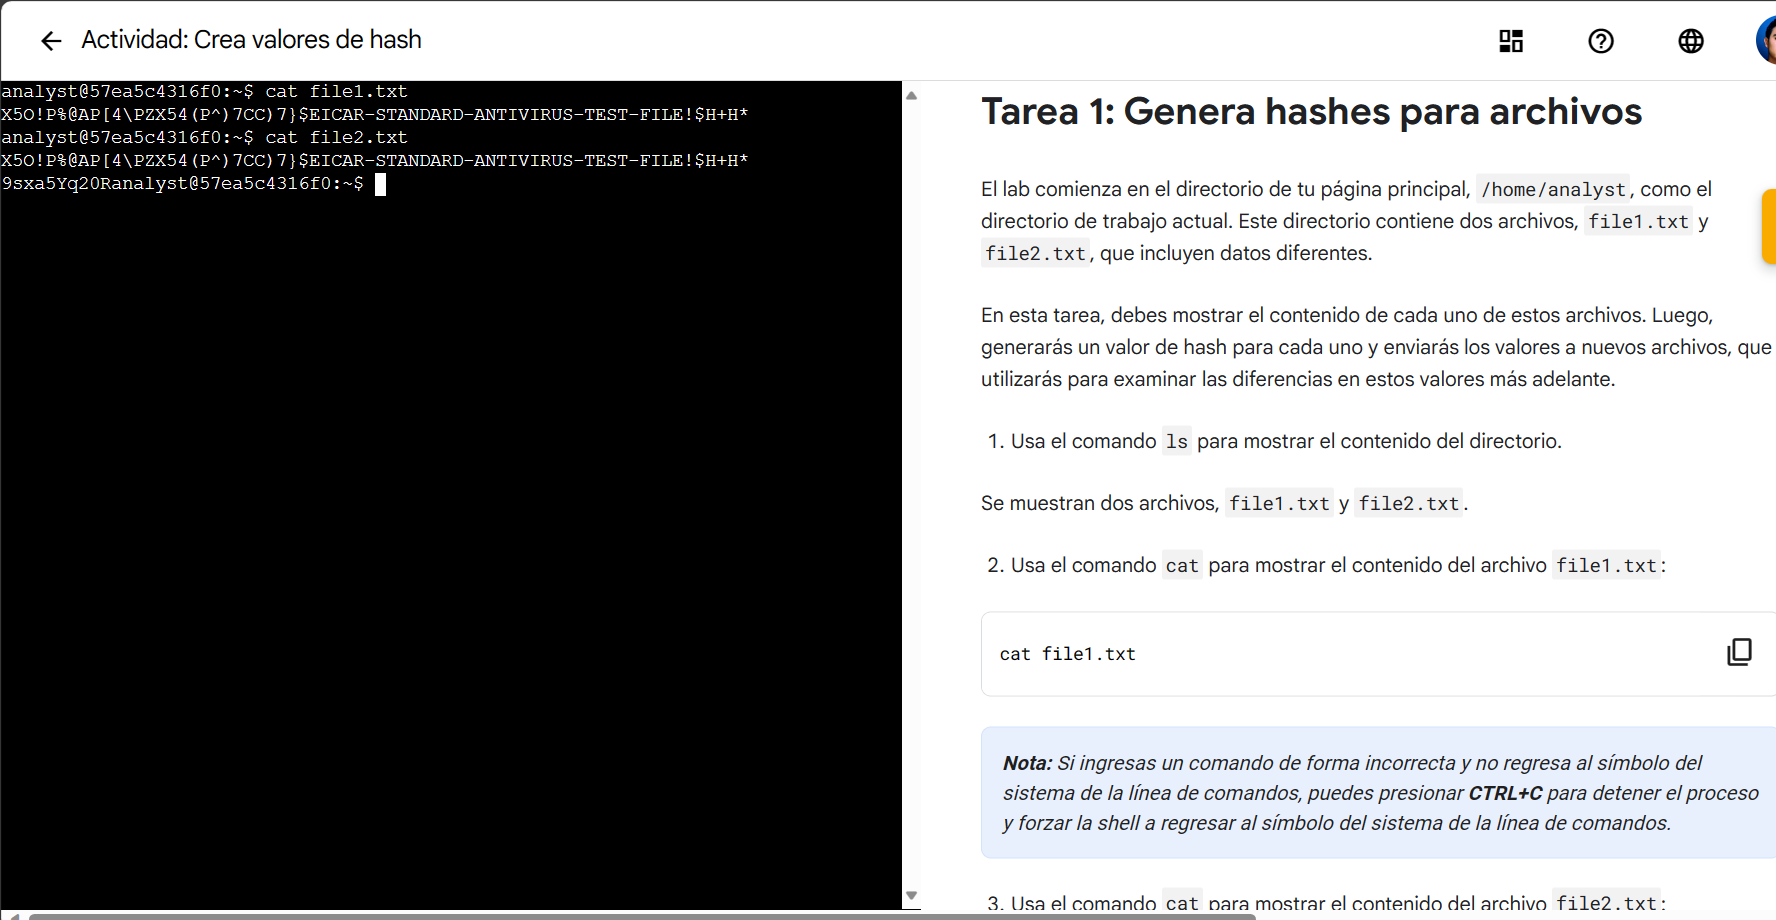 Actividad: Crea valores de hash
analyst@57ea5c4316f0:~$ cat file1.txt
X5O!P%@AP[4\PZX54(P^)7CC)7}$EICAR-STANDARD-ANTIVIRUS-TEST-FILE!$H+H*
analyst@57ea5c4316f0:~$ cat file2.txt
X5O!P%@AP[4\PZX54(P^)7CC)7}$EICAR-STANDARD-ANTIVIRUS-TEST-FILE!$H+H*
9sxa5Yq20Ranalyst@57ea5c4316f0:~$
Tarea 1: Genera hashes para archivos
El lab comienza en el directorio de tu página principal, /home/analyst, como el
directorio de trabajo actual. Este directorio contiene dos archivos, file1.txt y
file2.txt, que incluyen datos diferentes.
En esta tarea, debes mostrar el contenido de cada uno de estos archivos. Luego,
generarás un valor de hash para cada uno y enviarás los valores a nuevos archivos, que
utilizarás para examinar las diferencias en estos valores más adelante.
1. Usa el comando ls para mostrar el contenido del directorio.
Se muestran dos archivos, file1.txt y file2.txt.
2. Usa el comando cat para mostrar el contenido del archivo file1.txt:
cat file1.txt
Nota: Si ingresas un comando de forma incorrecta y no regresa al símbolo del
sistema de la línea de comandos, puedes presionar CTRL+C para detener el proceso
y forzar la shell a regresar al símbolo del sistema de la línea de comandos.
3. Usa el comando cat para mostrar el contenido del archivo file2.txt: